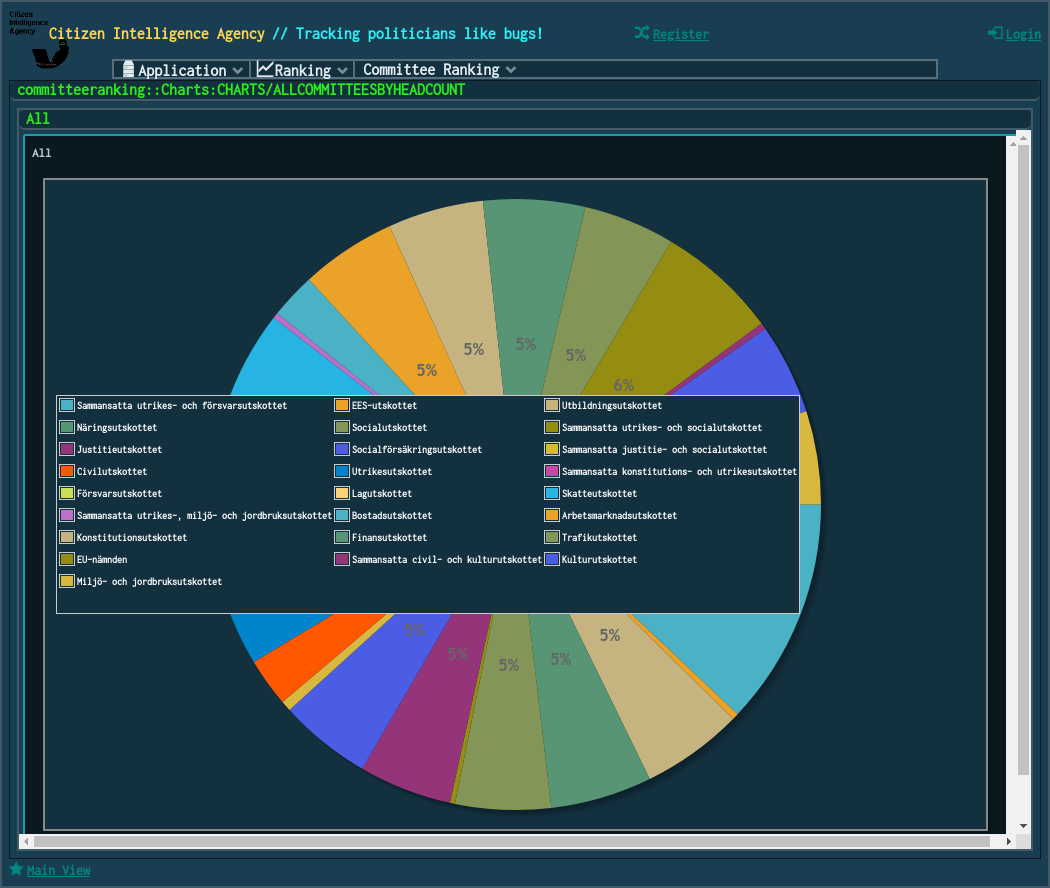 Citizen
Intelligence
Agency
Citizen Intelligence Agency // Tracking politicians like bugs!
Register
Login
Application
Ranking
Committee Ranking
committeeranking::Charts:CHARTS/ALLCOMMITTEESBYHEADCOUNT
All
All
5%
5%
5%
5%
6%
Sammansatta utrikes- och försvarsutskottet
EES-utskottet
Utbildningsutskottet
Näringsutskottet
Socialutskottet
Sammansatta utrikes- och socialutskottet
Justitieutskottet
Socialförsäkringsutskottet
Sammansatta justitie- och socialutskottet
Civilutskottet
Utrikesutskottet
Sammansatta konstitutions- och utrikesutskottet
Försvarsutskottet
Lagutskottet
Skatteutskottet
Sammansatta utrikes-, miljö- och jordbruksutskottet
Bostadsutskottet
Arbetsmarknadsutskottet
Konstitutionsutskottet
Finansutskottet
Trafikutskottet
EU-nämnden
Sammansatta civil- och kulturutskottet
Kulturutskottet
Miljö- och jordbruksutskottet
5%
5%
5%
5%
5%
Main View